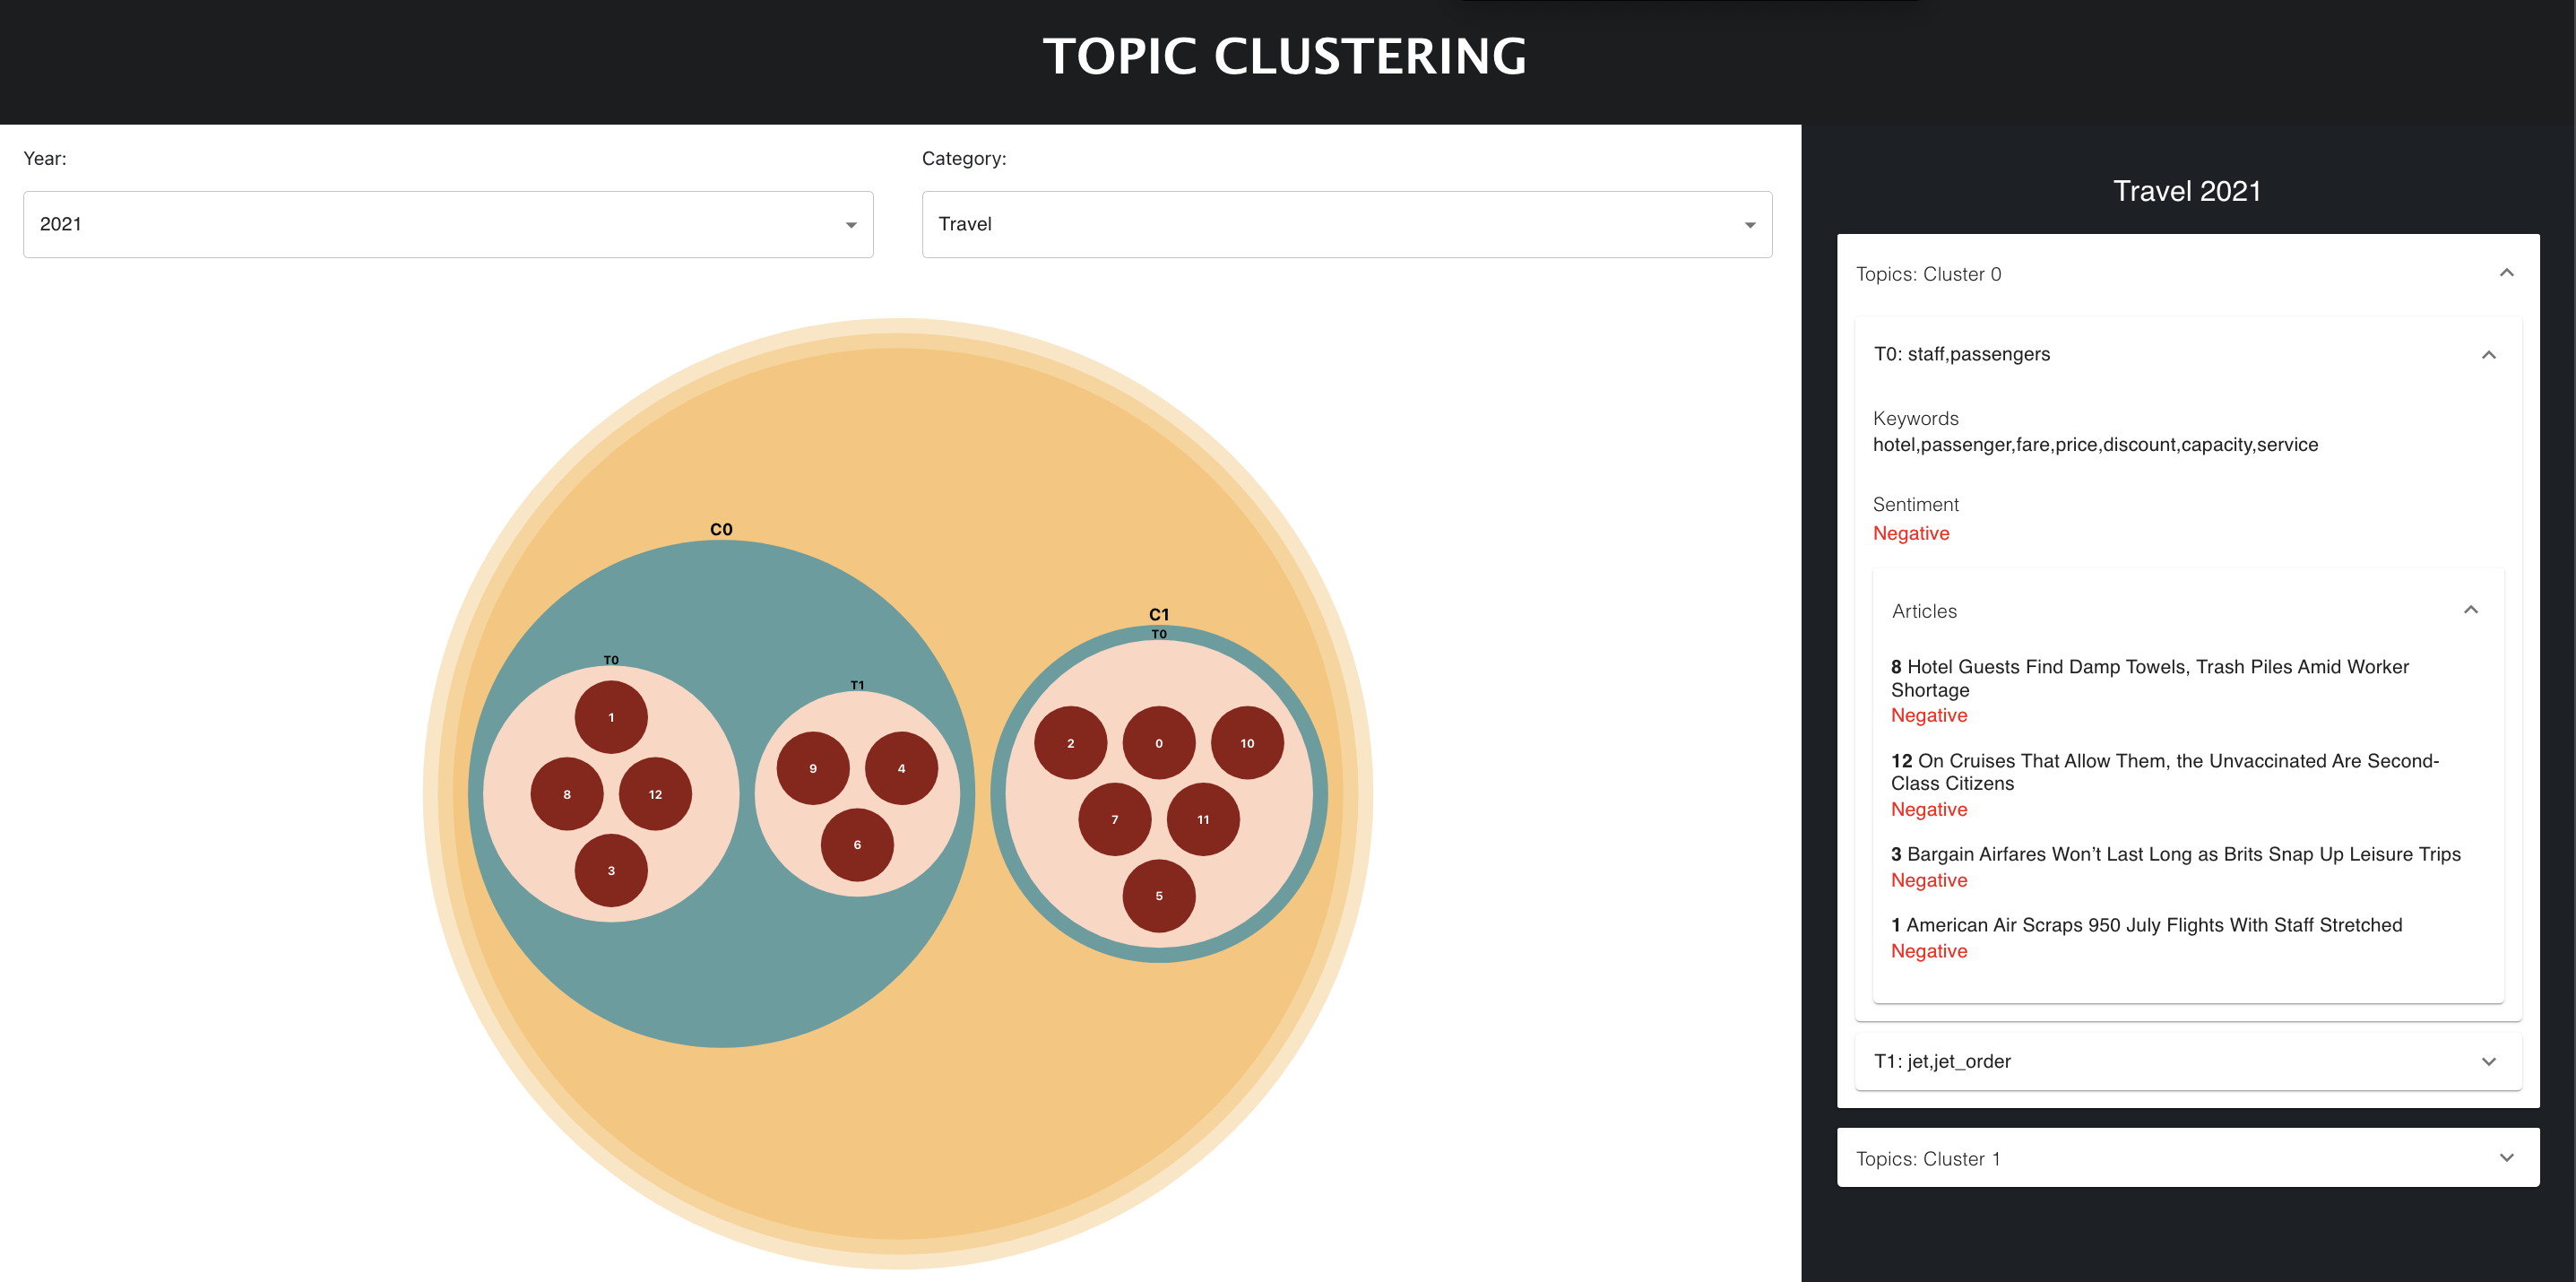 TOPIC CLUSTERING
Year:
Category:
2021
Travel
C0
C1
T0
T0
T1
1
8
12
3
9
4
6
2
0
10
7
11
5
Travel 2021
Topics: Cluster 0
T0: staff,passengers
Keywords
hotel,passenger,fare,price,discount,capacity,service
Sentiment
Negative
Articles
8 Hotel Guests Find Damp Towels, Trash Piles Amid Worker
Shortage
Negative
12 On Cruises That Allow Them, the Unvaccinated Are Second-
Class Citizens
Negative
3 Bargain Airfares Won’t Last Long as Brits Snap Up Leisure Trips
Negative
1 American Air Scraps 950 July Flights With Staff Stretched
Negative
T1: jet,jet_order
Topics: Cluster 1